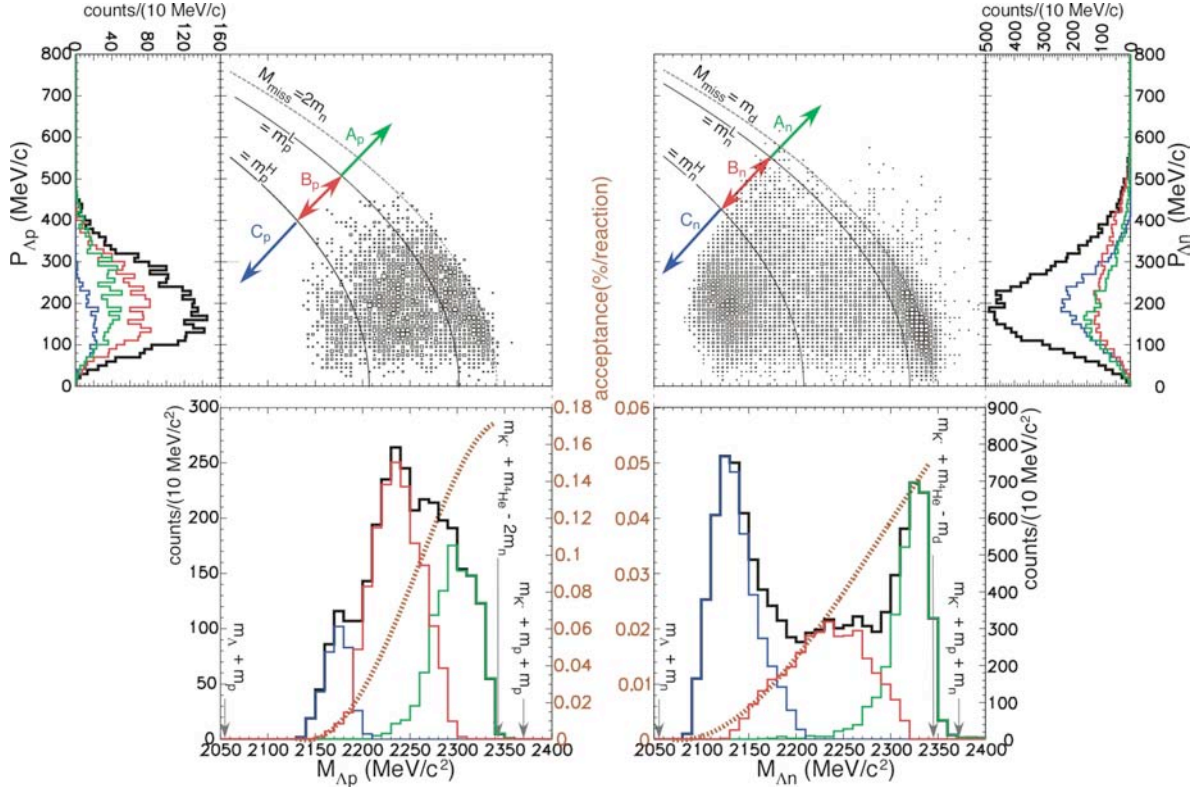 counts/(10 MeV/c)
0 40 80 120 160
800
700
600
500
400
300
200
100
0
P_Λp (MeV/c)
M_miss =2m_n
= m_p^L
= m_p^H
A_p
B_p
C_p
M_miss = m_d
= m_n^L
= m_n^H
A_n
B_n
C_n
counts/(10 MeV/c)
500 400 300 200 100 0
800
700
600
500
400
300
200
100
0
P_Λn (MeV/c)
300
250
200
150
100
50
0
counts/(10 MeV/c²)
m_Λ + m_p
m_K⁻ + m_⁴He - 2m_n
m_K⁻ + m_p + m_p
2050 2100 2150 2200 2250 2300 2350 2400
M_Λp (MeV/c²)
0.18
0.16
0.14
0.12
0.1
0.08
0.06
0.04
0.02
0
acceptance(%/reaction)
0.06
0.05
0.04
0.03
0.02
0.01
0
m_Λ + m_n
m_K⁻ + m_⁴He - m_d
m_K⁻ + m_p + m_n
2050 2100 2150 2200 2250 2300 2350 2400
M_Λn (MeV/c²)
900
800
700
600
500
400
300
200
100
0
counts/(10 MeV/c²)